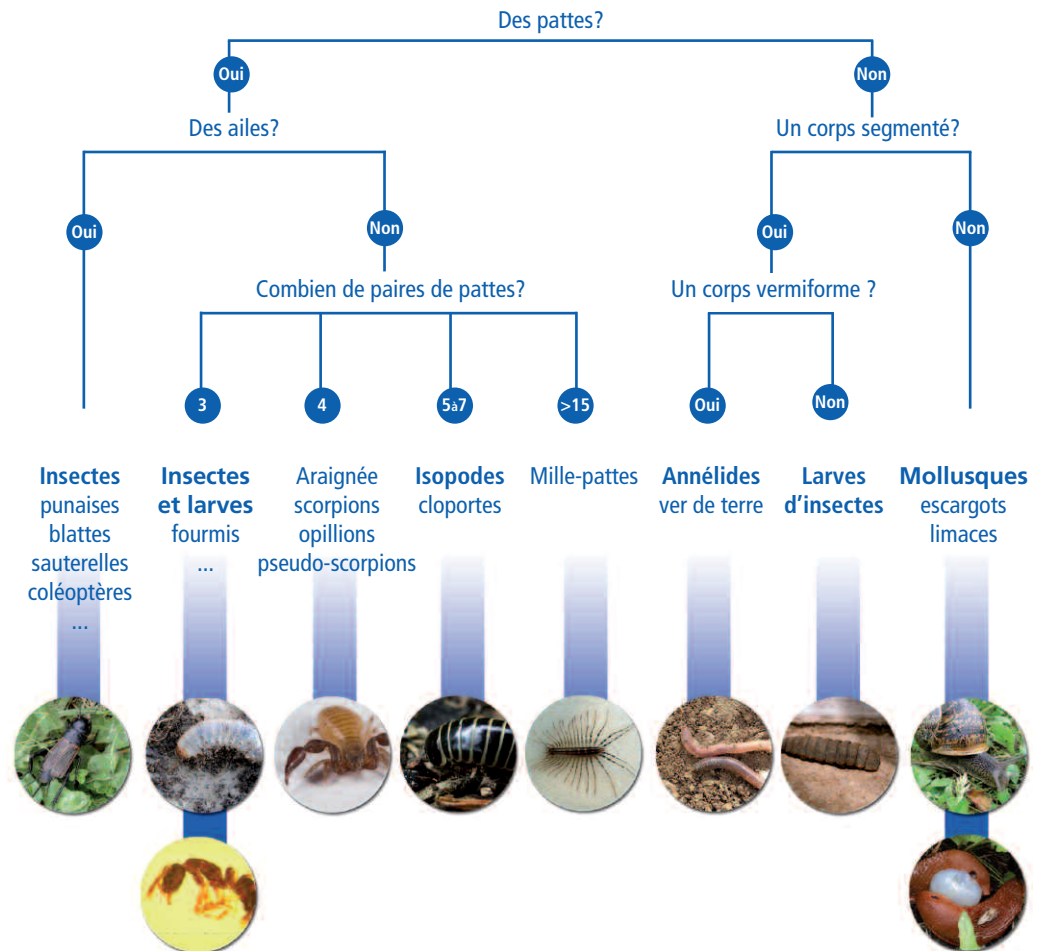 Des pattes?
Oui
Non
Des ailes?
Un corps segmenté?
Oui
Non
Oui
Non
Combien de paires de pattes?
Un corps vermiforme ?
3
4
5à7
>15
Oui
Non
Insectes
punaises
blattes
sauterelles
coléoptères
...
Insectes
et larves
fourmis
...
Araignée
scorpions
opillions
pseudo-scorpions
Isopodes
cloportes
Mille-pattes
Annélides
ver de terre
Larves
d'insectes
Mollusques
escargots
limaces